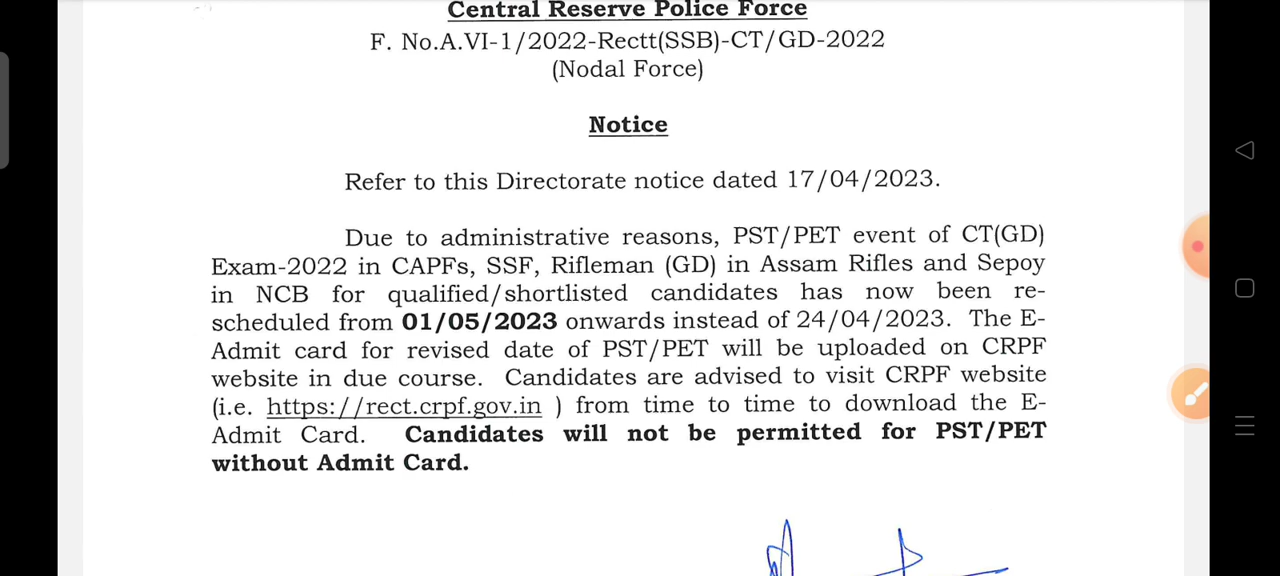 Central Reserve Police Force
F. No.A.VI-1/2022-Rectt(SSB)-CT/GD-2022
(Nodal Force)
Notice
Refer to this Directorate notice dated 17/04/2023.
Due to administrative reasons, PST/PET event of CT(GD)
Exam-2022 in CAPFs, SSF, Rifleman (GD) in Assam Rifles and Sepoy
in NCB for qualified/shortlisted candidates has now been re-
scheduled from 01/05/2023 onwards instead of 24/04/2023. The E-
Admit card for revised date of PST/PET will be uploaded on CRPF
website in due course. Candidates are advised to visit CRPF website
(i.e. https://rect.crpf.gov.in ) from time to time to download the E-
Admit Card. Candidates will not be permitted for PST/PET
without Admit Card.